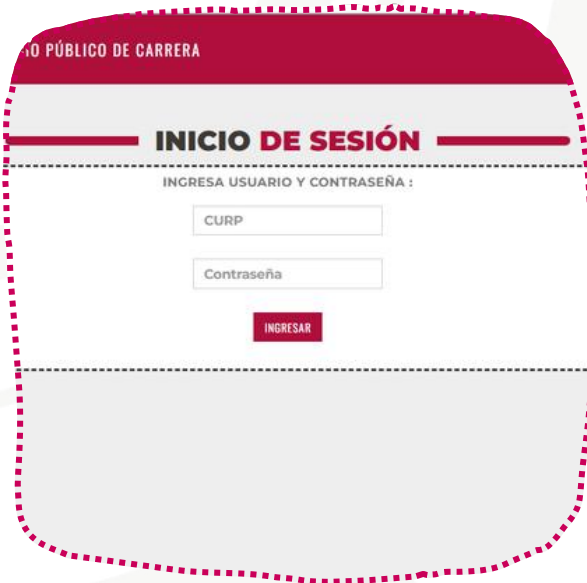 PÚBLICO DE CARRERA
INICIO DE SESIÓN
INGRESA USUARIO Y CONTRASEÑA :
CURP
Contraseña
INGRESAR